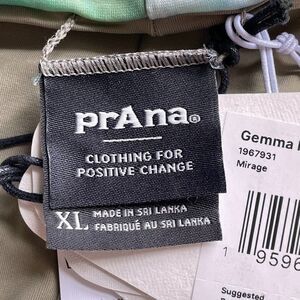 prAna®
CLOTHING FOR
POSITIVE CHANGE
XL
MADE IN SRI LANKA
FABRIQUÉ AU SRI LANKA
Gemma
1967931
Mirage
1 9596
Suggested